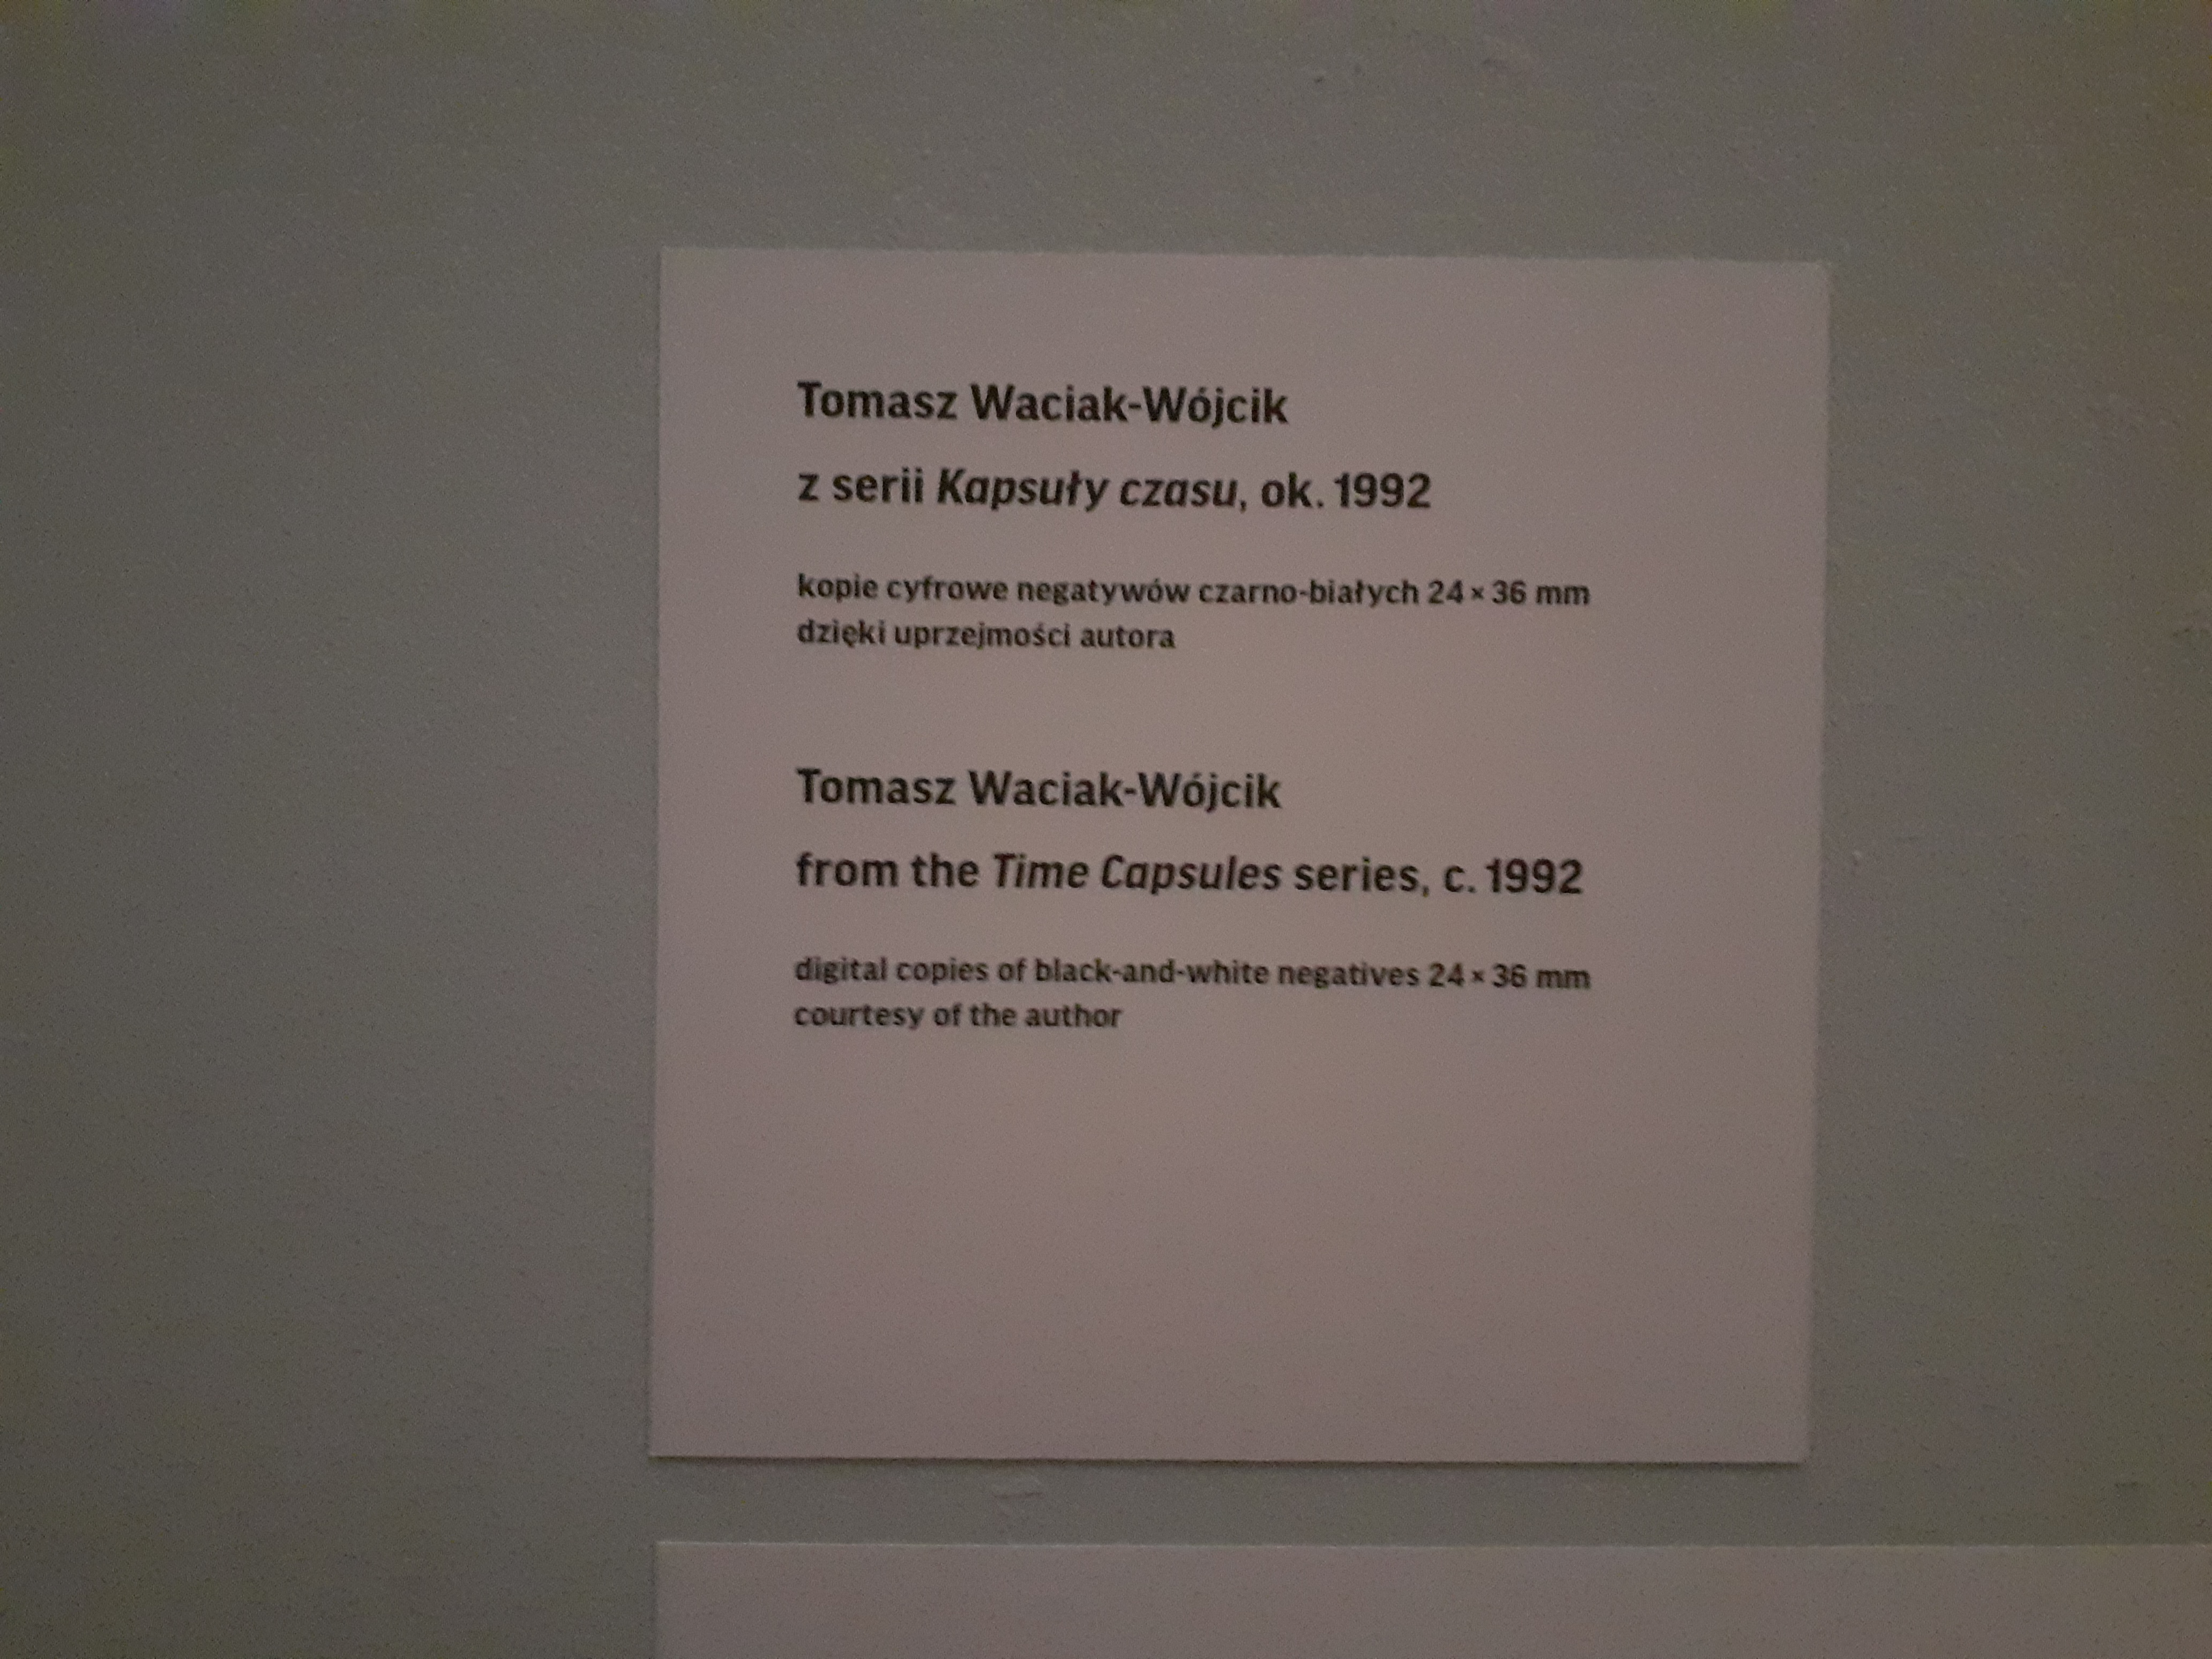 Tomasz Waciak-Wójcik
z serii Kapsuły czasu, ok. 1992
kopie cyfrowe negatywów czarno-białych 24 × 36 mm
dzięki uprzejmości autora
Tomasz Waciak-Wójcik
from the Time Capsules series, c. 1992
digital copies of black-and-white negatives 24 × 36 mm
courtesy of the author